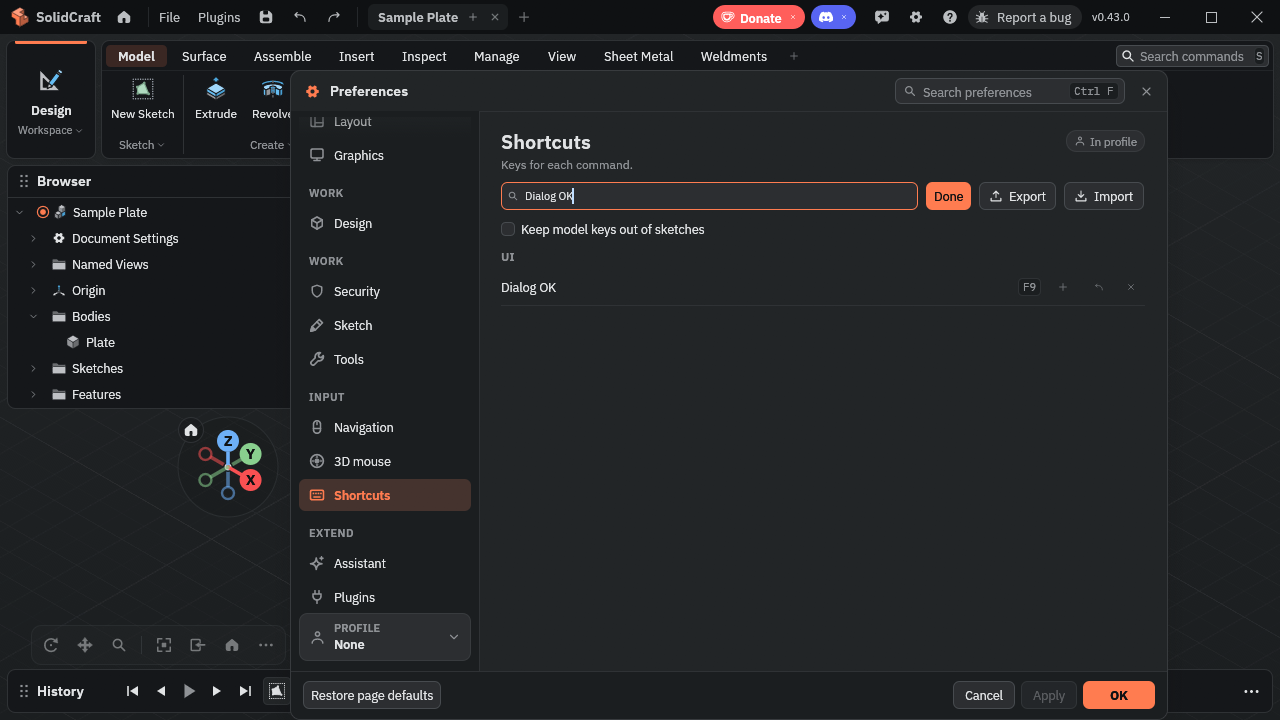 SolidCraft
File
Plugins
Sample Plate
Donate
Report a bug
v0.43.0
Design
Workspace
Model
Surface
Assemble
Insert
Inspect
Manage
View
Sheet Metal
Weldments
Search commands
S
New Sketch
Extrude
Revolve
Sketch
Create
Browser
Sample Plate
Document Settings
Named Views
Origin
Bodies
Plate
Sketches
Features
Z
Y
X
History
Preferences
Search preferences
Ctrl F
Layout
Graphics
WORK
Design
WORK
Security
Sketch
Tools
INPUT
Navigation
3D mouse
Shortcuts
EXTEND
Assistant
Plugins
PROFILE
None
Shortcuts
In profile
Keys for each command.
Dialog OK
Done
Export
Import
Keep model keys out of sketches
UI
Dialog OK
F9
Restore page defaults
Cancel
Apply
OK